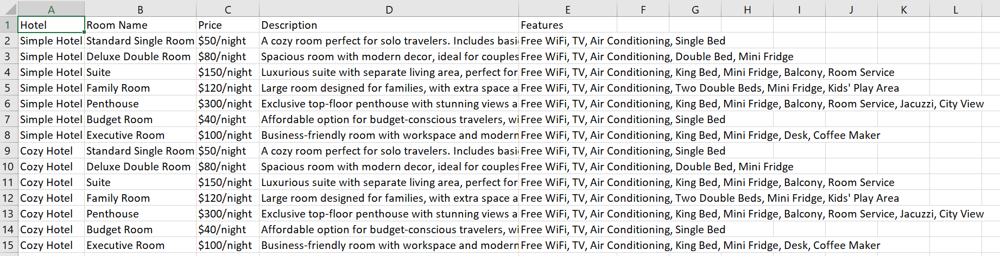 A B C D E F G H I J K L
1 Hotel Room Name Price Description Features
2 Simple Hotel Standard Single Room $50/night A cozy room perfect for solo travelers. Includes basi Free WiFi, TV, Air Conditioning, Single Bed
3 Simple Hotel Deluxe Double Room $80/night Spacious room with modern decor, ideal for couples Free WiFi, TV, Air Conditioning, Double Bed, Mini Fridge
4 Simple Hotel Suite $150/night Luxurious suite with separate living area, perfect for Free WiFi, TV, Air Conditioning, King Bed, Mini Fridge, Balcony, Room Service
5 Simple Hotel Family Room $120/night Large room designed for families, with extra space a Free WiFi, TV, Air Conditioning, Two Double Beds, Mini Fridge, Kids' Play Area
6 Simple Hotel Penthouse $300/night Exclusive top-floor penthouse with stunning views a Free WiFi, TV, Air Conditioning, King Bed, Mini Fridge, Balcony, Room Service, Jacuzzi, City View
7 Simple Hotel Budget Room $40/night Affordable option for budget-conscious travelers, wi Free WiFi, TV, Air Conditioning, Single Bed
8 Simple Hotel Executive Room $100/night Business-friendly room with workspace and modern Free WiFi, TV, Air Conditioning, King Bed, Mini Fridge, Desk, Coffee Maker
9 Cozy Hotel Standard Single Room $50/night A cozy room perfect for solo travelers. Includes basi Free WiFi, TV, Air Conditioning, Single Bed
10 Cozy Hotel Deluxe Double Room $80/night Spacious room with modern decor, ideal for couples Free WiFi, TV, Air Conditioning, Double Bed, Mini Fridge
11 Cozy Hotel Suite $150/night Luxurious suite with separate living area, perfect for Free WiFi, TV, Air Conditioning, King Bed, Mini Fridge, Balcony, Room Service
12 Cozy Hotel Family Room $120/night Large room designed for families, with extra space a Free WiFi, TV, Air Conditioning, Two Double Beds, Mini Fridge, Kids' Play Area
13 Cozy Hotel Penthouse $300/night Exclusive top-floor penthouse with stunning views a Free WiFi, TV, Air Conditioning, King Bed, Mini Fridge, Balcony, Room Service, Jacuzzi, City View
14 Cozy Hotel Budget Room $40/night Affordable option for budget-conscious travelers, wi Free WiFi, TV, Air Conditioning, Single Bed
15 Cozy Hotel Executive Room $100/night Business-friendly room with workspace and modern Free WiFi, TV, Air Conditioning, King Bed, Mini Fridge, Desk, Coffee Maker